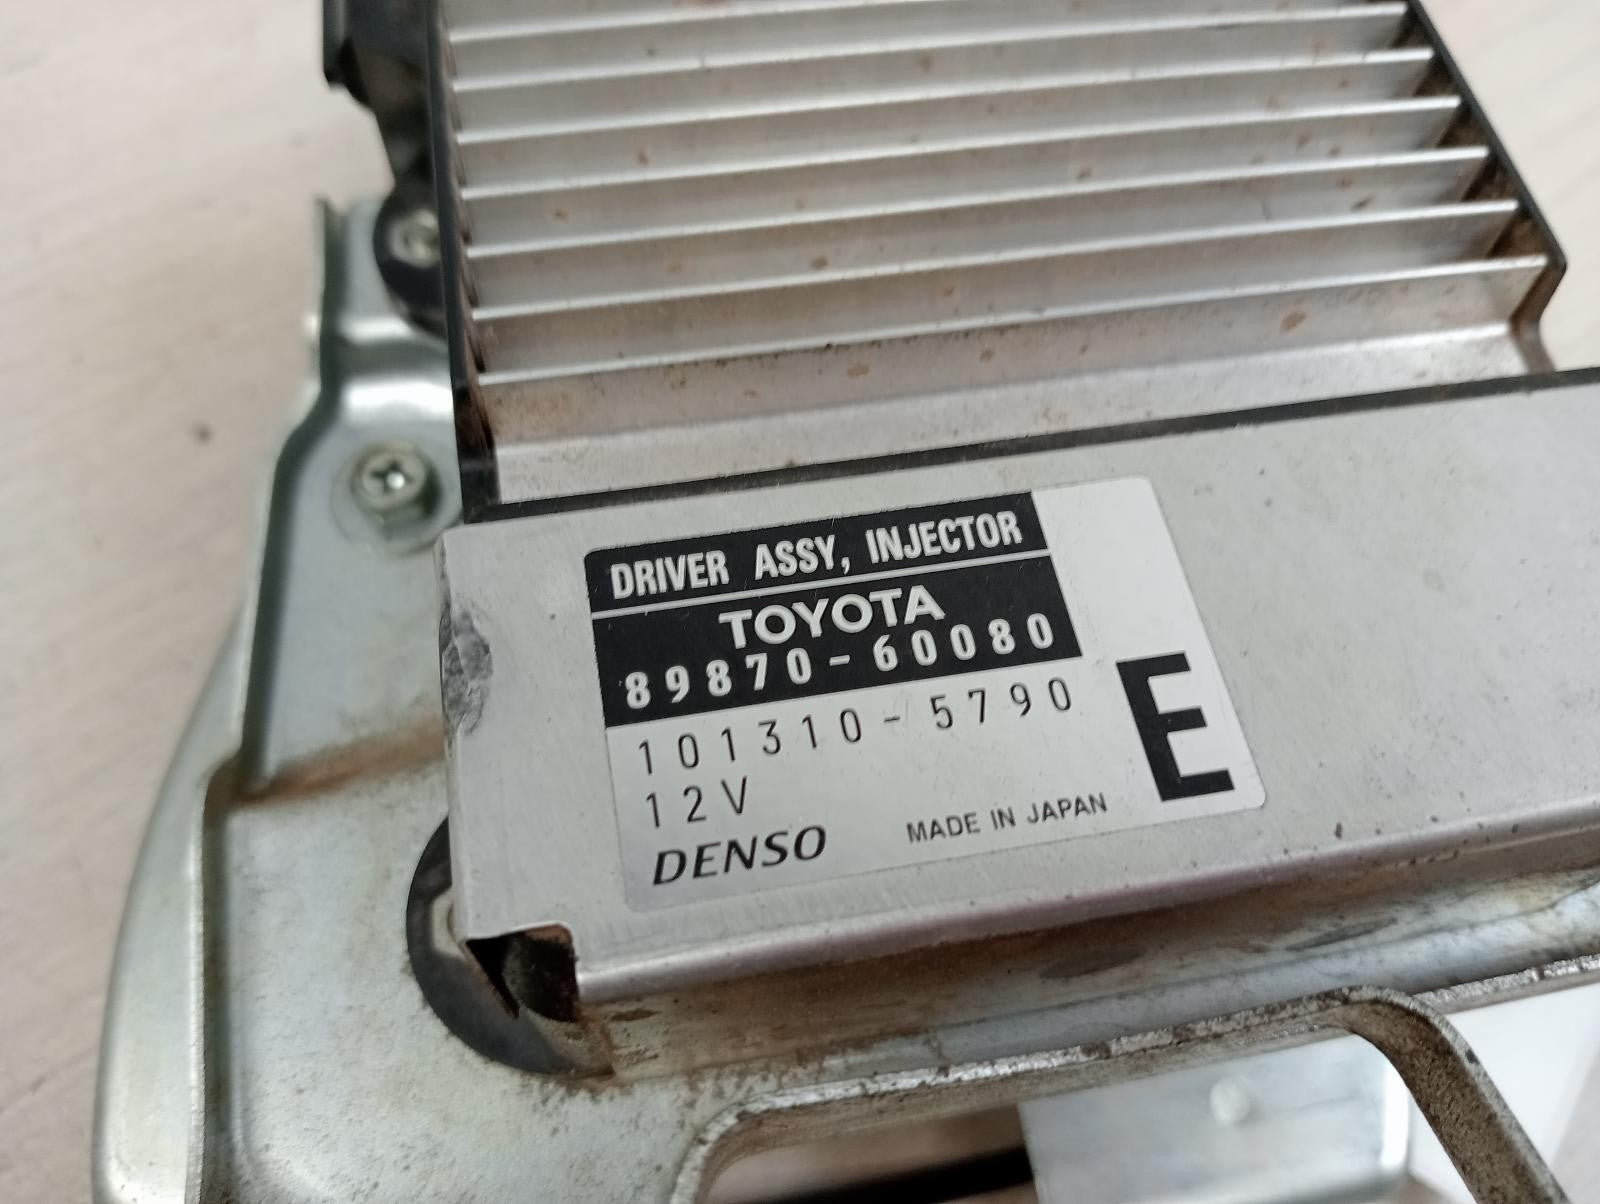 DRIVER ASSY, INJECTOR
TOYOTA
89870-60080
101310-5790
12V
E
DENSO MADE IN JAPAN